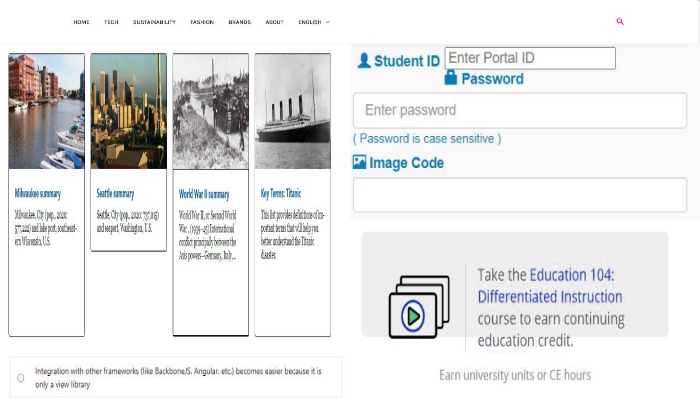 HOME TECH SUSTAINABILITY FASHION BRANDS ABOUT ENGLISH
Milwaukee summary
Milwaukee, City (pop., 2020:
577,222) and lake port, southeast-
ern Wisconsin, U.S.
Seattle summary
Seattle, City (pop., 2020: 737,015)
and seaport, Washington, U.S.
World War II summary
World War II, or Second World
War , (1939–45) International
conflict principally between the
Axis powers—Germany, Italy,...
Key Terms: Titanic
This list provides definitions of im-
portant terms that will help you
better understand the Titanic
disaster.
Integration with other frameworks (like Backbone/S. Angular, etc.) becomes easier because it is
only a view library
Student ID Enter Portal ID
Password
Enter password
( Password is case sensitive )
Image Code
Take the Education 104:
Differentiated Instruction
course to earn continuing
education credit.
Earn university units or CE hours